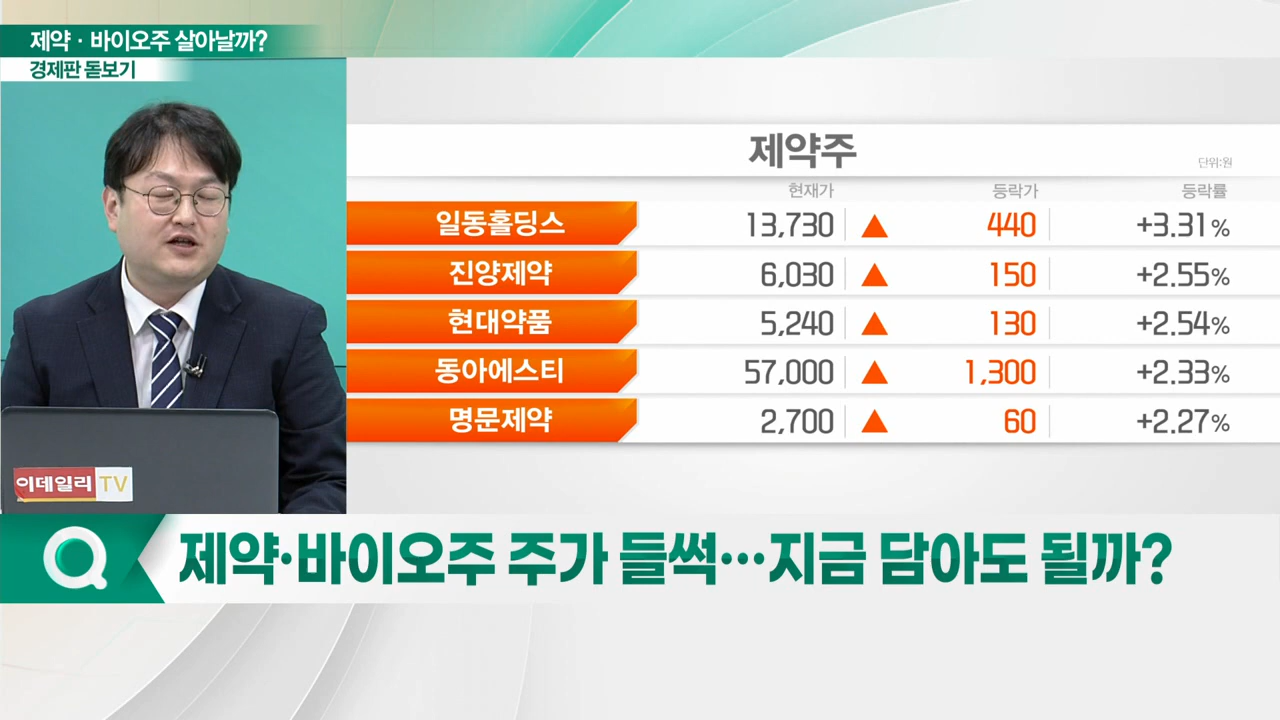 제약·바이오주 살아날까?
경제판 돋보기
제약주
단위:원
현재가 등락가 등락률
일동홀딩스 13,730 ▲ 440 +3.31%
진양제약 6,030 ▲ 150 +2.55%
현대약품 5,240 ▲ 130 +2.54%
동아에스티 57,000 ▲ 1,300 +2.33%
명문제약 2,700 ▲ 60 +2.27%
이데일리TV
제약·바이오주 주가 들썩…지금 담아도 될까?